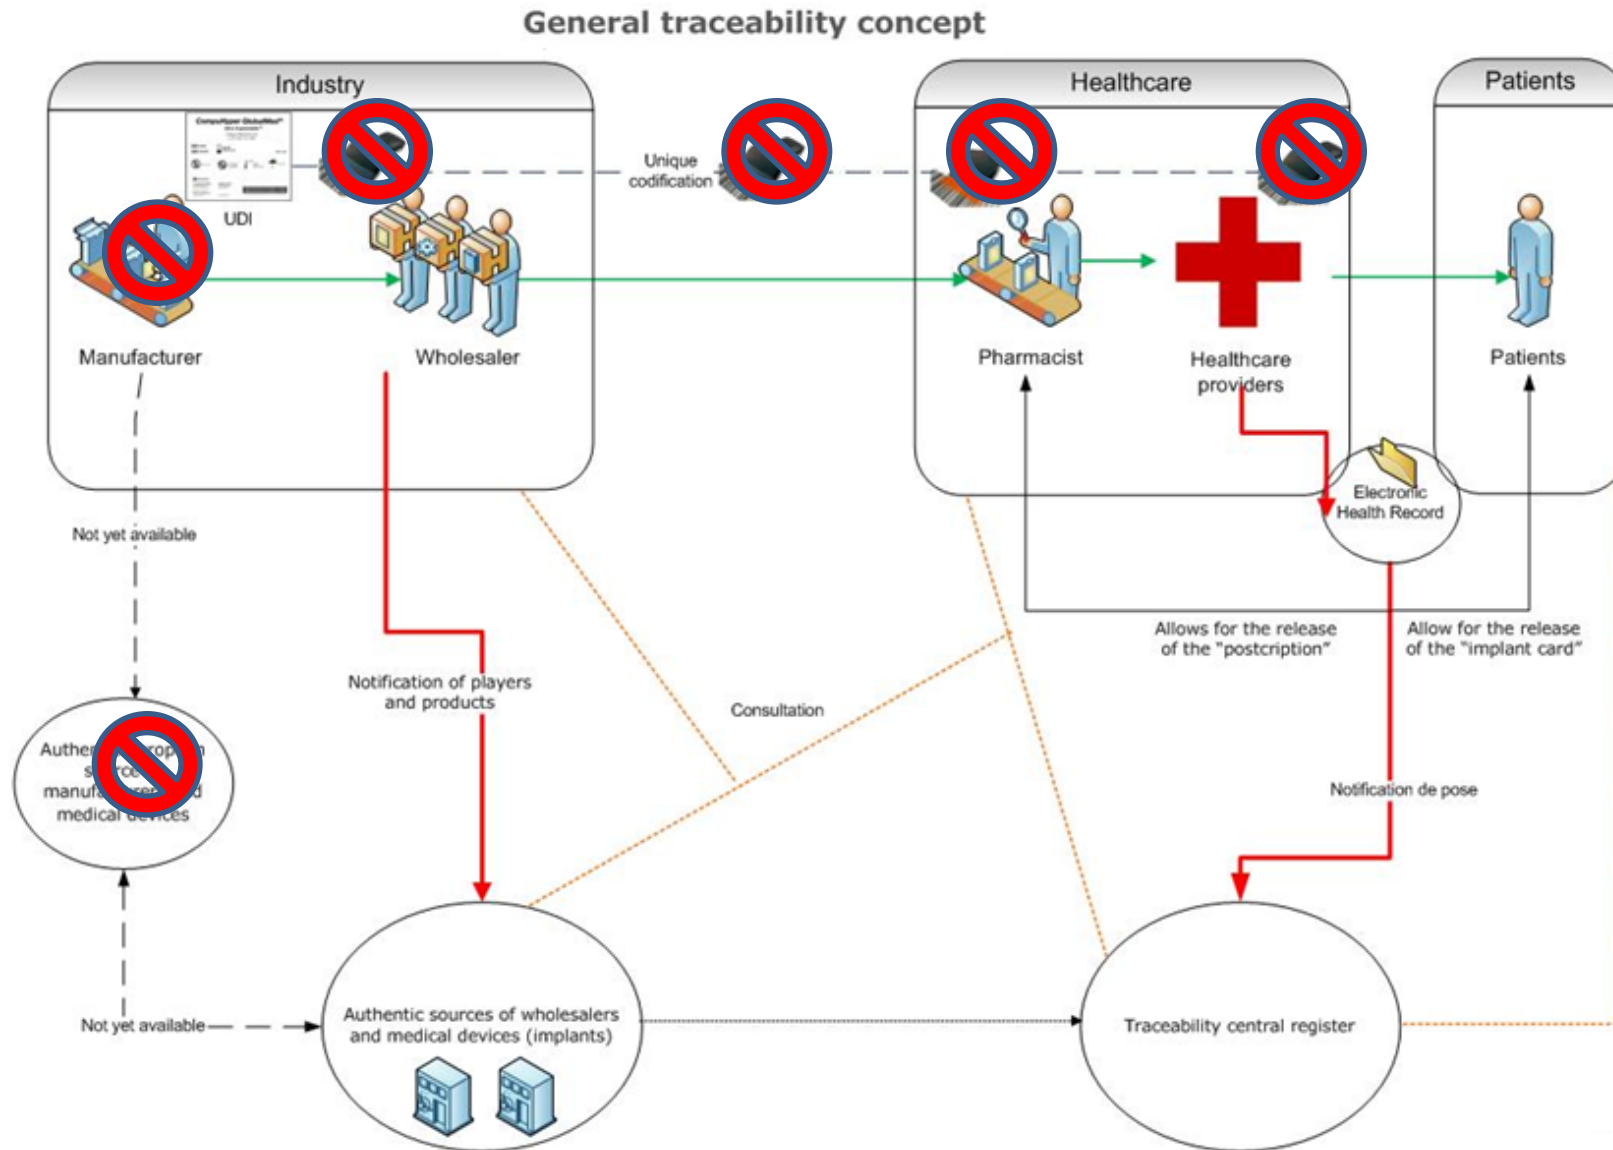 General traceability concept
Industry
Healthcare
Patients
UDI
Unique
codification
Manufacturer
Wholesaler
Pharmacist
Healthcare
providers
Patients
Electronic
Health Record
Not yet available
Allows for the release
of the "postcription"
Allow for the release
of the "implant card"
Notification of players
and products
Consultation
manufacturers
medical devices
Notification de pose
Not yet available
Authentic sources of wholesalers
and medical devices (implants)
Traceability central register